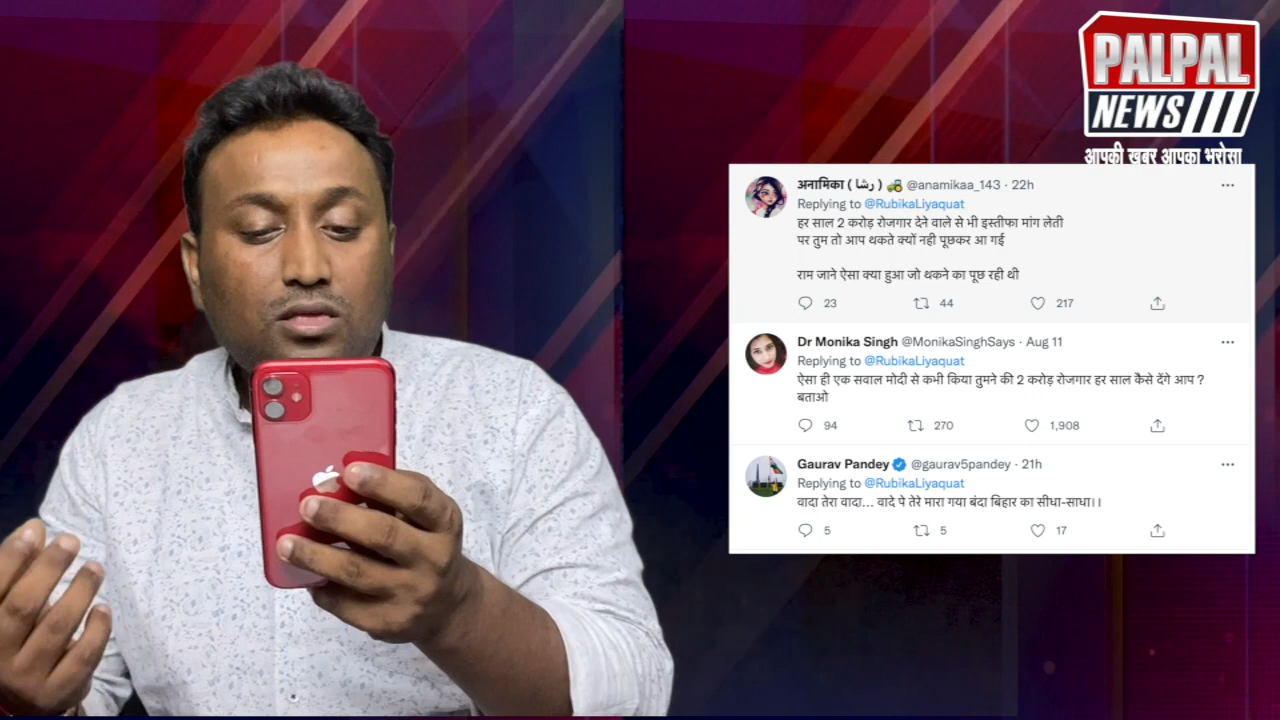 PALPAL
NEWS
आपकी खबर आपका भरोसा
अनामिका ( رشا ) 🚜 @anamikaa_143 · 22h
Replying to @RubikaLiyaquat
हर साल 2 करोड़ रोजगार देने वाले से भी इस्तीफा मांग लेती
पर तुम तो आप थकते क्यों नही पूछकर आ गई
राम जाने ऐसा क्या हुआ जो थकने का पूछ रही थी
23 44 217
Dr Monika Singh @MonikaSinghSays · Aug 11
Replying to @RubikaLiyaquat
ऐसा ही एक सवाल मोदी से कभी किया तुमने की 2 करोड़ रोजगार हर साल कैसे देंगे आप ?
बताओ
94 270 1,908
Gaurav Pandey @gaurav5pandey · 21h
Replying to @RubikaLiyaquat
वादा तेरा वादा... वादे पे तेरे मारा गया बंदा बिहार का सीधा-साधा।।
5 5 17